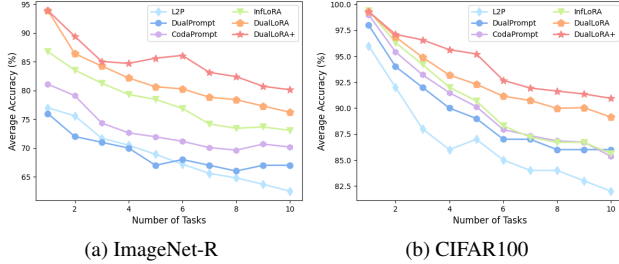 95
90
85
80
75
70
65
Average Accuracy (%)
L2P
DualPrompt
CodaPrompt
InfLoRA
DualLoRA
DualLoRA+
2
4
6
8
10
Number of Tasks
(a) ImageNet-R
100.0
97.5
95.0
92.5
90.0
87.5
85.0
82.5
Average Accuracy (%)
L2P
DualPrompt
CodaPrompt
InfLoRA
DualLoRA
DualLoRA+
2
4
6
8
10
Number of Tasks
(b) CIFAR100